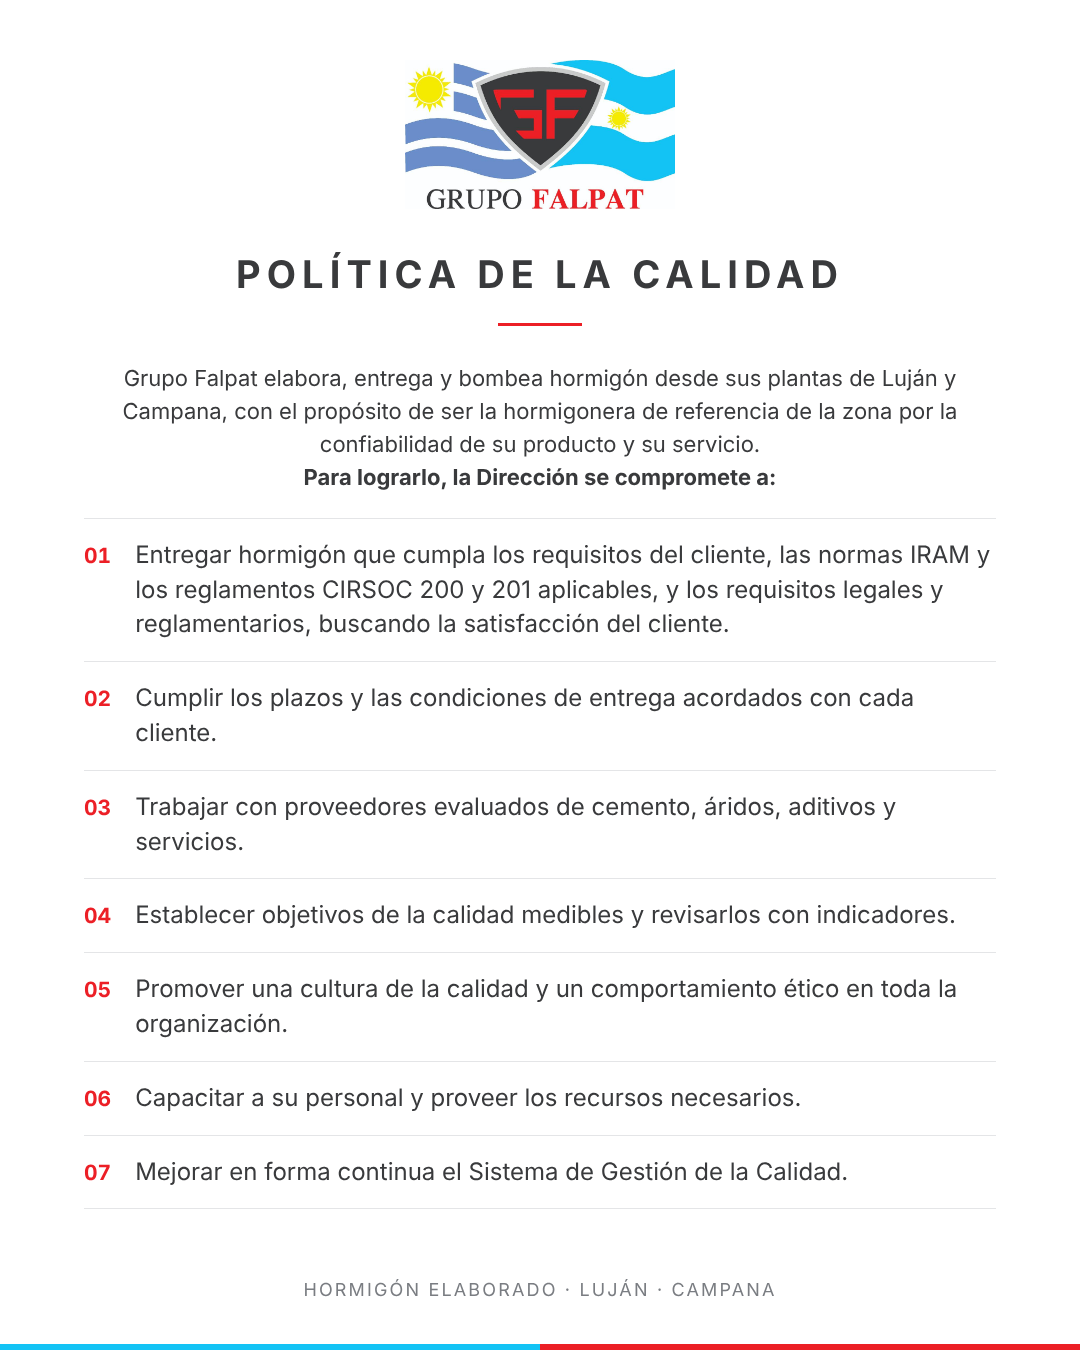 GF
GRUPO FALPAT
POLÍTICA DE LA CALIDAD
Grupo Falpat elabora, entrega y bombea hormigón desde sus plantas de Luján y
Campana, con el propósito de ser la hormigonera de referencia de la zona por la
confiabilidad de su producto y su servicio.
Para lograrlo, la Dirección se compromete a:
01 Entregar hormigón que cumpla los requisitos del cliente, las normas IRAM y
los reglamentos CIRSOC 200 y 201 aplicables, y los requisitos legales y
reglamentarios, buscando la satisfacción del cliente.
02 Cumplir los plazos y las condiciones de entrega acordados con cada
cliente.
03 Trabajar con proveedores evaluados de cemento, áridos, aditivos y
servicios.
04 Establecer objetivos de la calidad medibles y revisarlos con indicadores.
05 Promover una cultura de la calidad y un comportamiento ético en toda la
organización.
06 Capacitar a su personal y proveer los recursos necesarios.
07 Mejorar en forma continua el Sistema de Gestión de la Calidad.
HORMIGÓN ELABORADO · LUJÁN · CAMPANA